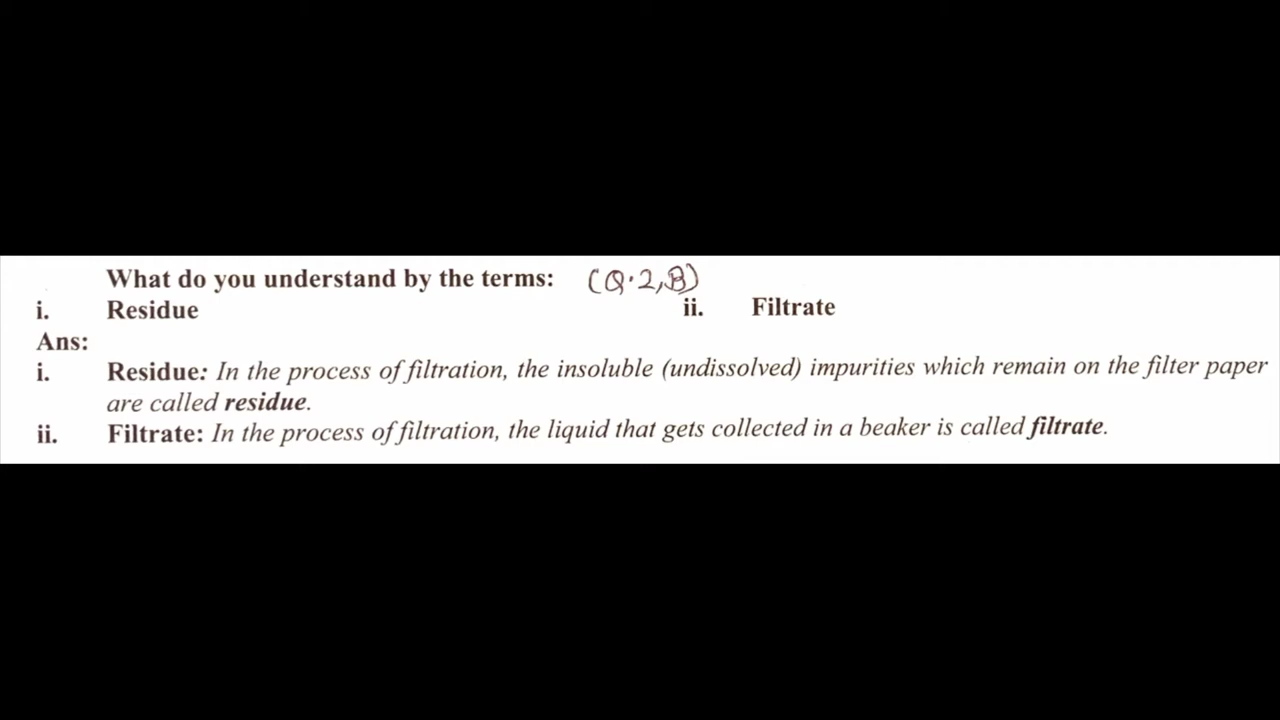 What do you understand by the terms: (Q.2,B)
i. Residue ii. Filtrate
Ans:
i. Residue: In the process of filtration, the insoluble (undissolved) impurities which remain on the filter paper
are called residue.
ii. Filtrate: In the process of filtration, the liquid that gets collected in a beaker is called filtrate.